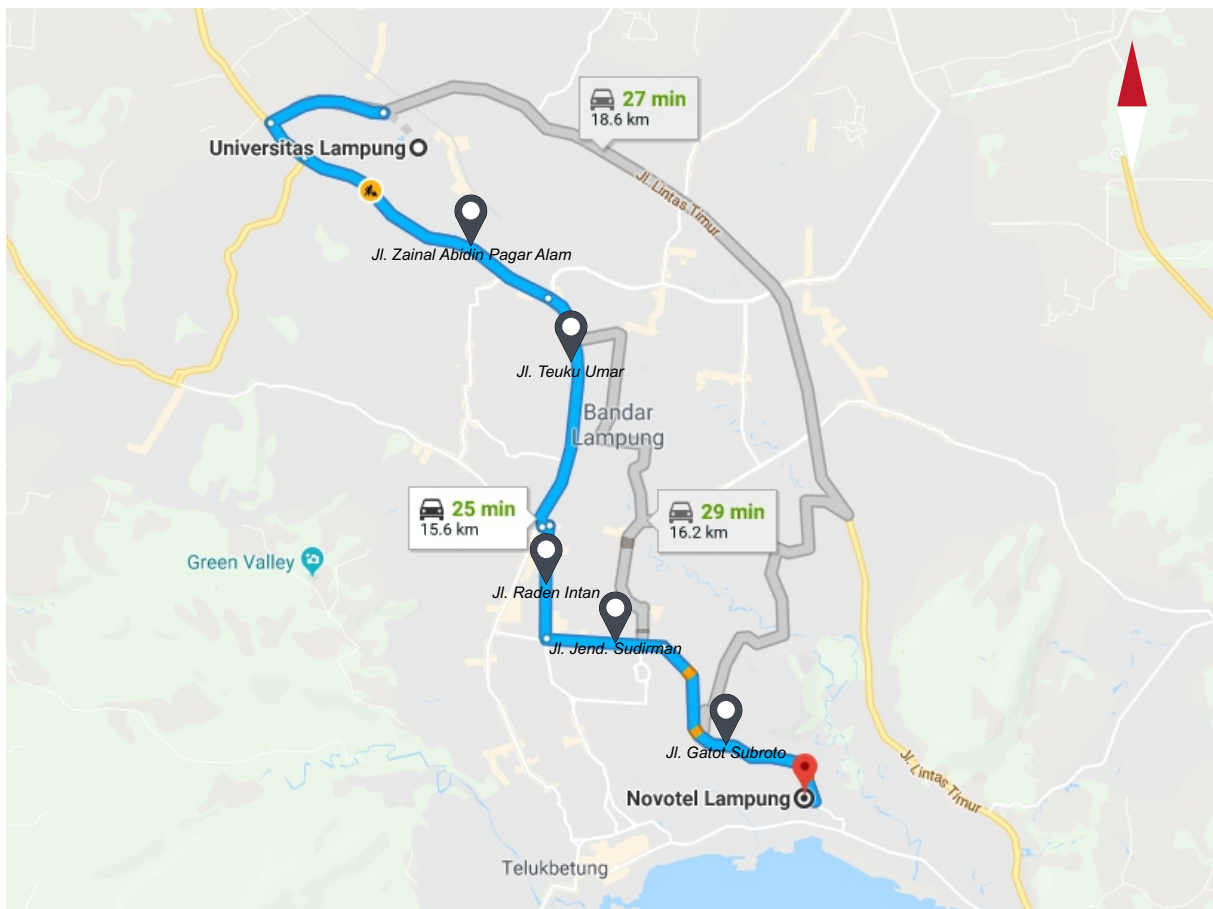 27 min
18.6 km
Universitas Lampung
Jl. Lintas Timur
Jl. Zainal Abidin Pagar Alam
Jl. Teuku Umar
Bandar
Lampung
25 min
15.6 km
29 min
16.2 km
Green Valley
Jl. Raden Intan
Jl. Jend. Sudirman
Jl. Gatot Subroto
Jl. Lintas Timur
Novotel Lampung
Telukbetung